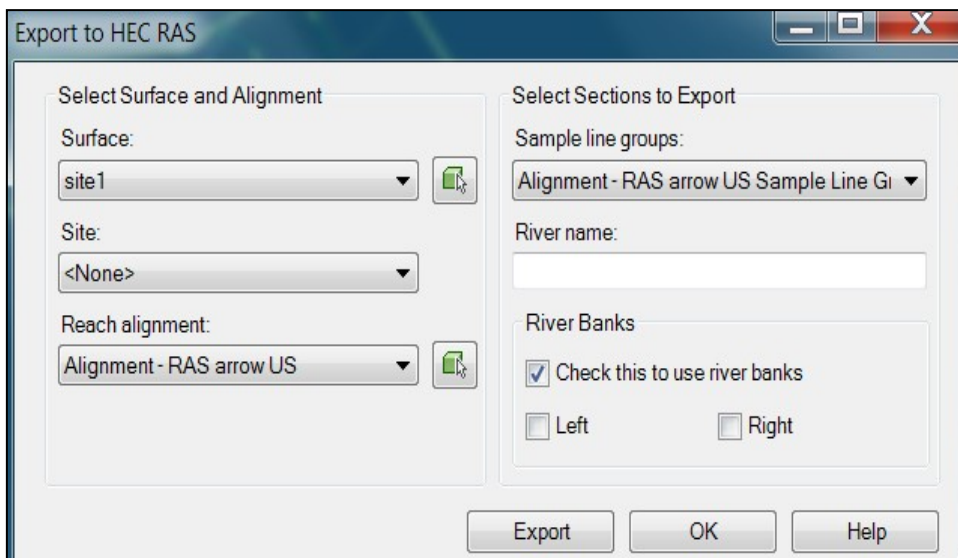 Export to HEC RAS
Select Surface and Alignment
Surface:
site1
Site:
<None>
Reach alignment:
Alignment - RAS arrow US
Select Sections to Export
Sample line groups:
Alignment - RAS arrow US Sample Line Gr
River name:
River Banks
Check this to use river banks
Left Right
Export OK Help